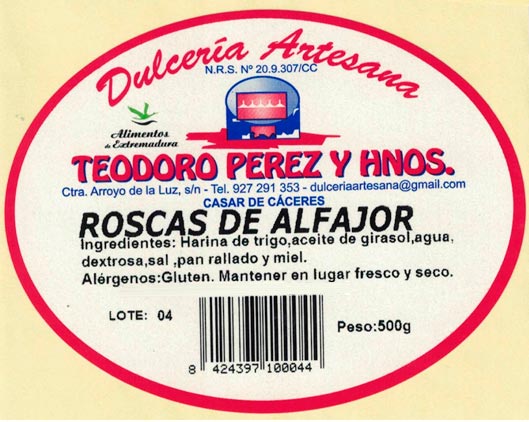 Dulcería Artesana
N.R.S. Nº 20.9.307/CC
Alimentos
de Extremadura
TEODORO PEREZ Y HNOS.
Ctra. Arroyo de la Luz, s/n - Tel. 927 291 353 - dulceriaartesana@gmail.com
CASAR DE CÁCERES
ROSCAS DE ALFAJOR
Ingredientes: Harina de trigo,aceite de girasol,agua,
dextrosa,sal ,pan rallado y miel.
Alérgenos:Gluten. Mantener en lugar fresco y seco.
LOTE: 04
Peso:500g
8 424397 100044